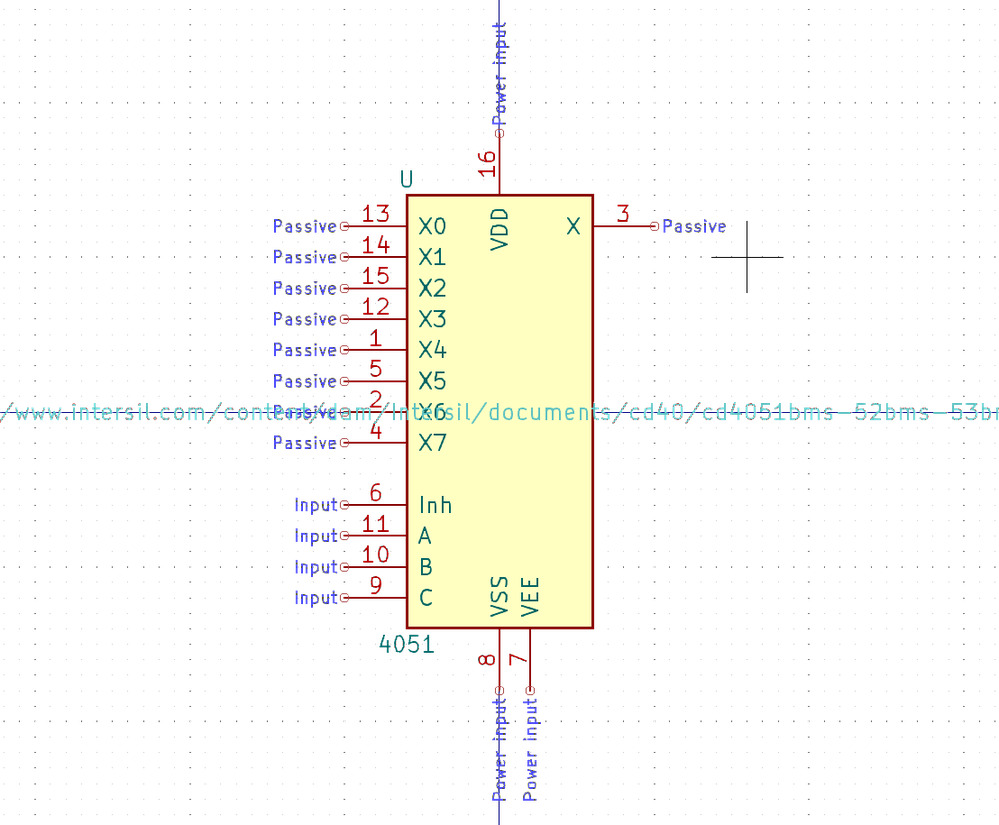 Power input
16
U
VDD
Passive 13 X0 X 3 Passive
Passive 14 X1
Passive 15 X2
Passive 12 X3
Passive 1 X4
Passive 5 X5
Passive 2 X6
/www.intersil.com/content/dam/Intersil/documents/cd40/cd4051bms-52bms-53b
Passive 4 X7
Input 6 Inh
Input 11 A
Input 10 B
Input 9 C
VSS VEE
4051
8 7
Power input Power input